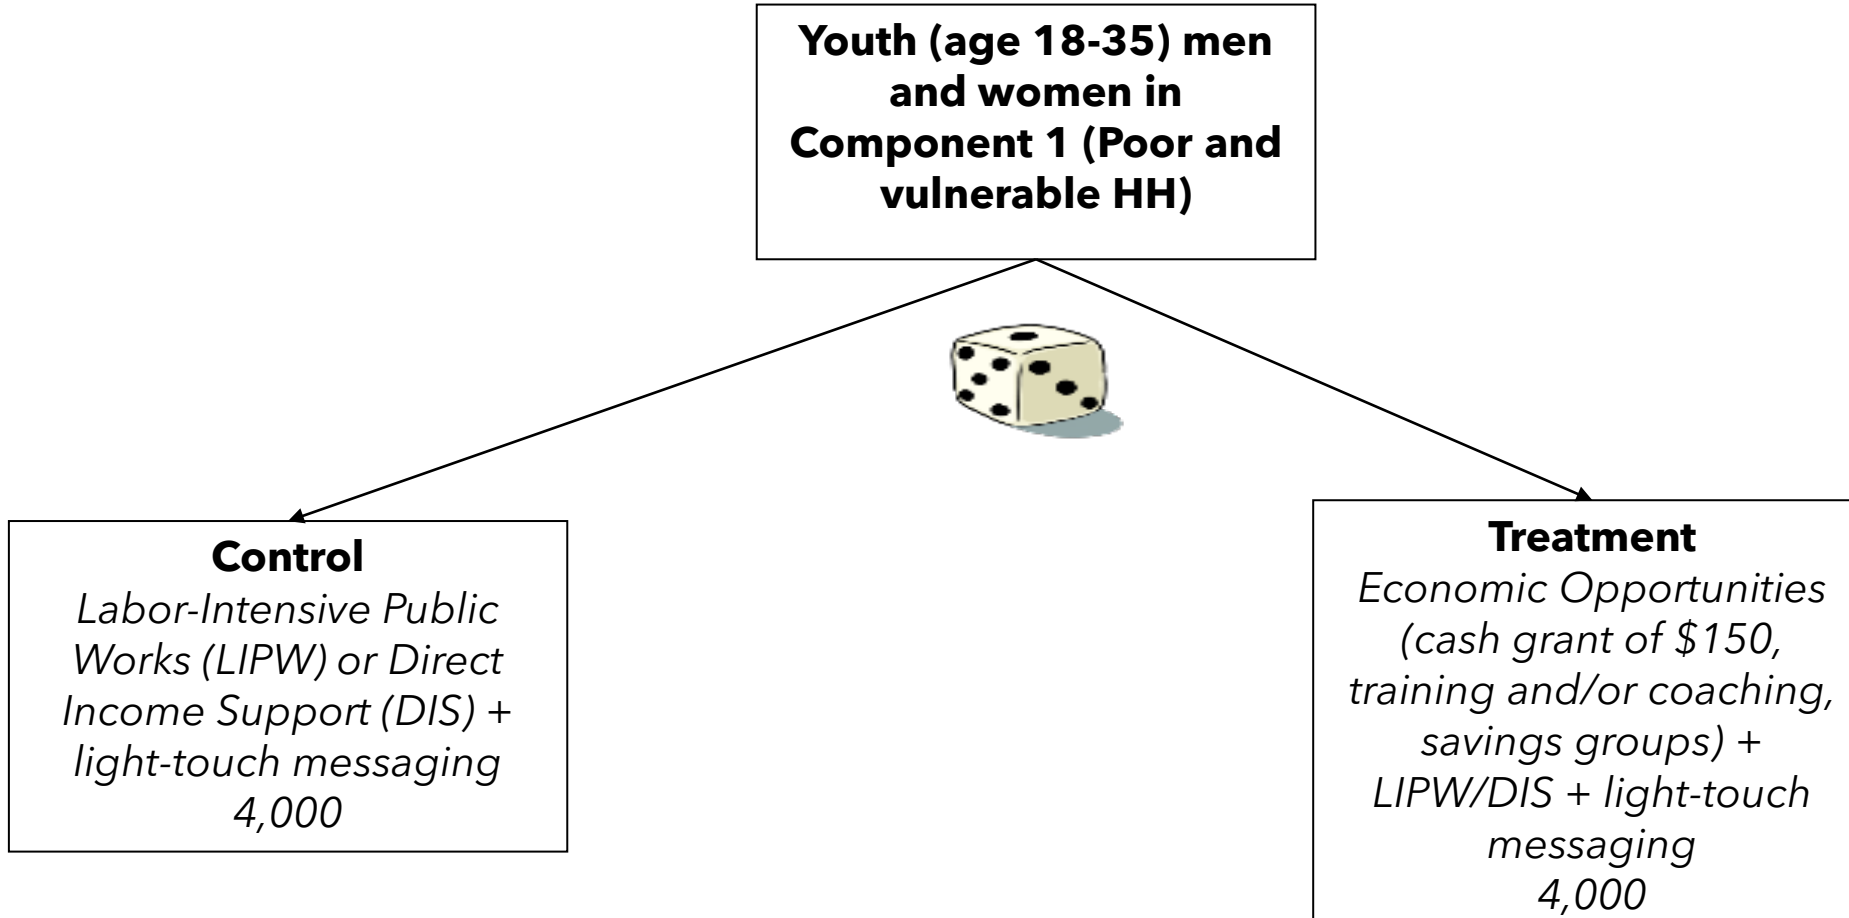 Youth (age 18-35) men
and women in
Component 1 (Poor and
vulnerable HH)
Control
Labor-Intensive Public
Works (LIPW) or Direct
Income Support (DIS) +
light-touch messaging
4,000
Treatment
Economic Opportunities
(cash grant of $150,
training and/or coaching,
savings groups) +
LIPW/DIS + light-touch
messaging
4,000